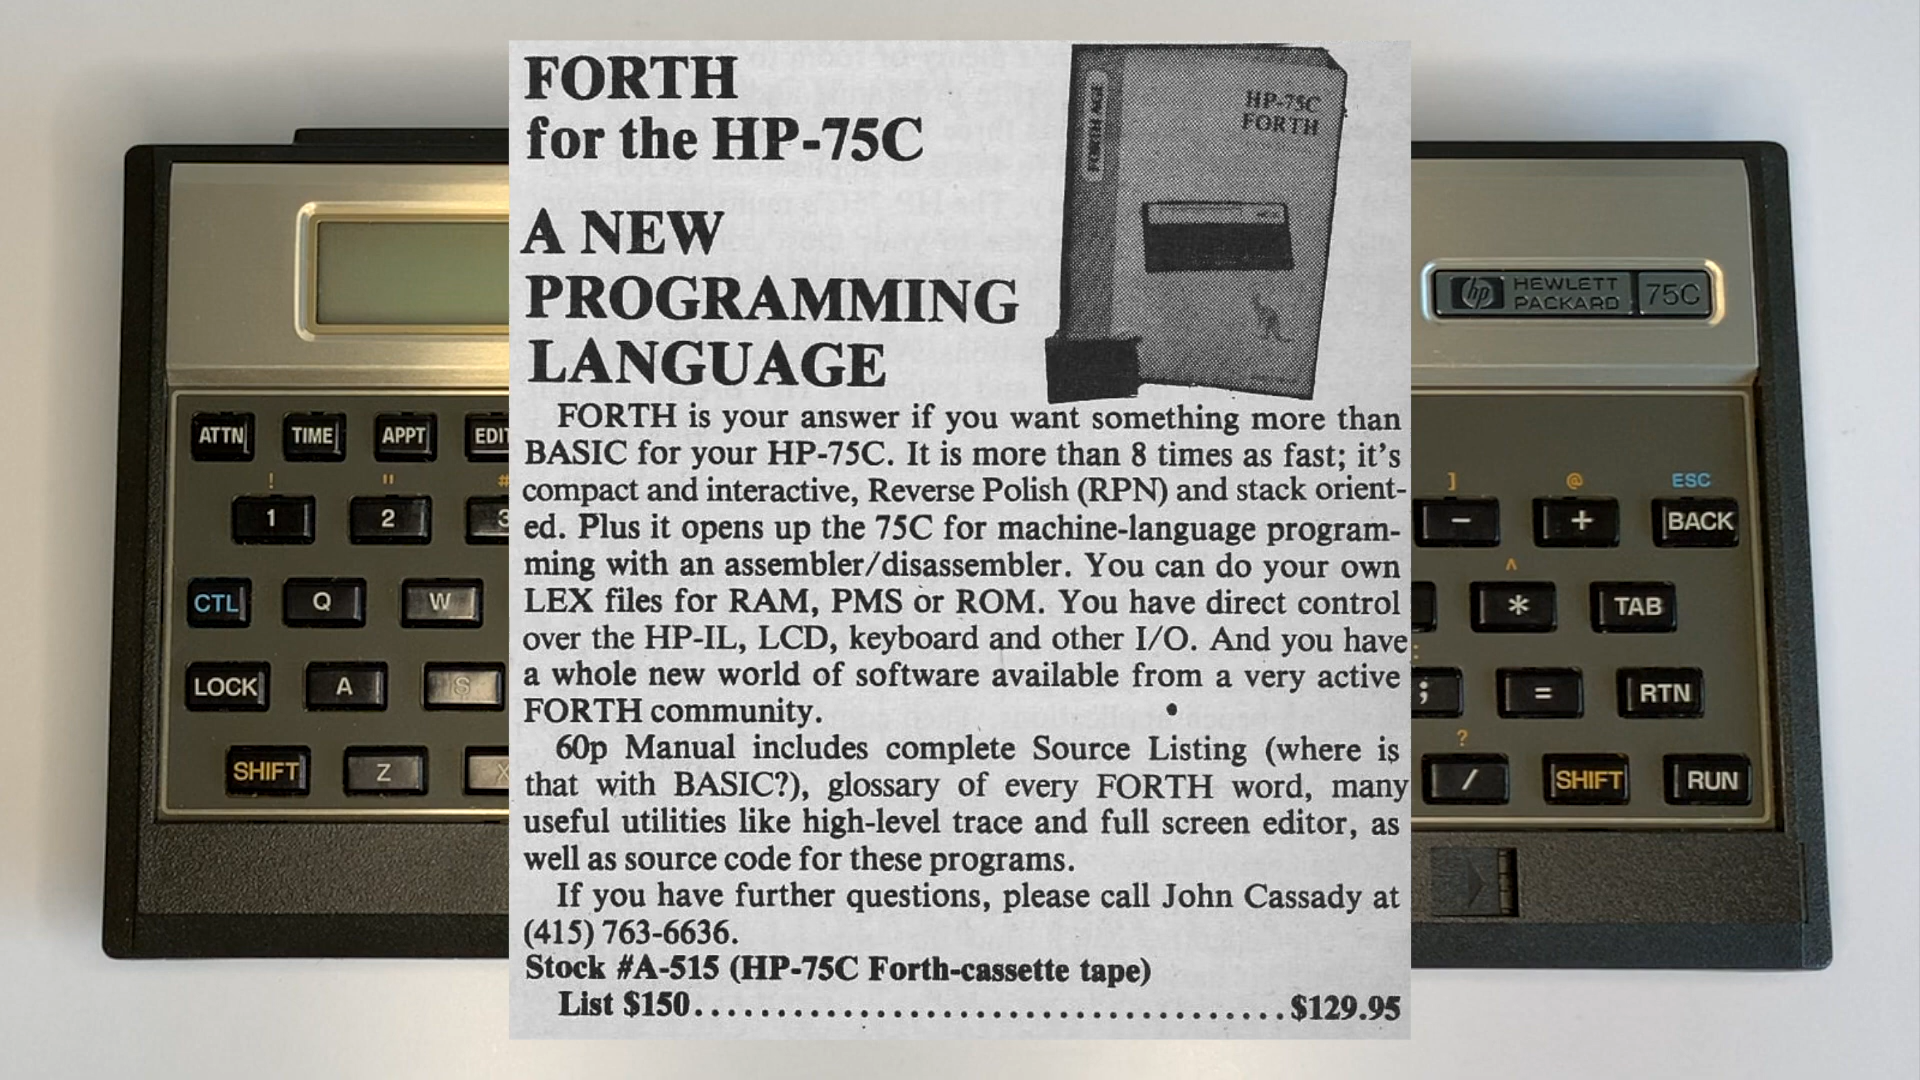 FORTH
for the HP-75C
A NEW
PROGRAMMING
LANGUAGE
FORTH AGE
HP-75C
FORTH
FORTH is your answer if you want something more than
BASIC for your HP-75C. It is more than 8 times as fast; it's
compact and interactive, Reverse Polish (RPN) and stack orient-
ed. Plus it opens up the 75C for machine-language program-
ming with an assembler/disassembler. You can do your own
LEX files for RAM, PMS or ROM. You have direct control
over the HP-IL, LCD, keyboard and other I/O. And you have
a whole new world of software available from a very active
FORTH community.
60p Manual includes complete Source Listing (where is
that with BASIC?), glossary of every FORTH word, many
useful utilities like high-level trace and full screen editor, as
well as source code for these programs.
If you have further questions, please call John Cassady at
(415) 763-6636.
Stock #A-515 (HP-75C Forth-cassette tape)
List $150.....................................$129.95
hp HEWLETT PACKARD 75C
ATTN TIME APPT EDIT
! " #
1 2 3
CTL Q W
LOCK A S
SHIFT Z X
] @ ESC
- + BACK
^
* TAB
:
; = RTN
?
/ SHIFT RUN